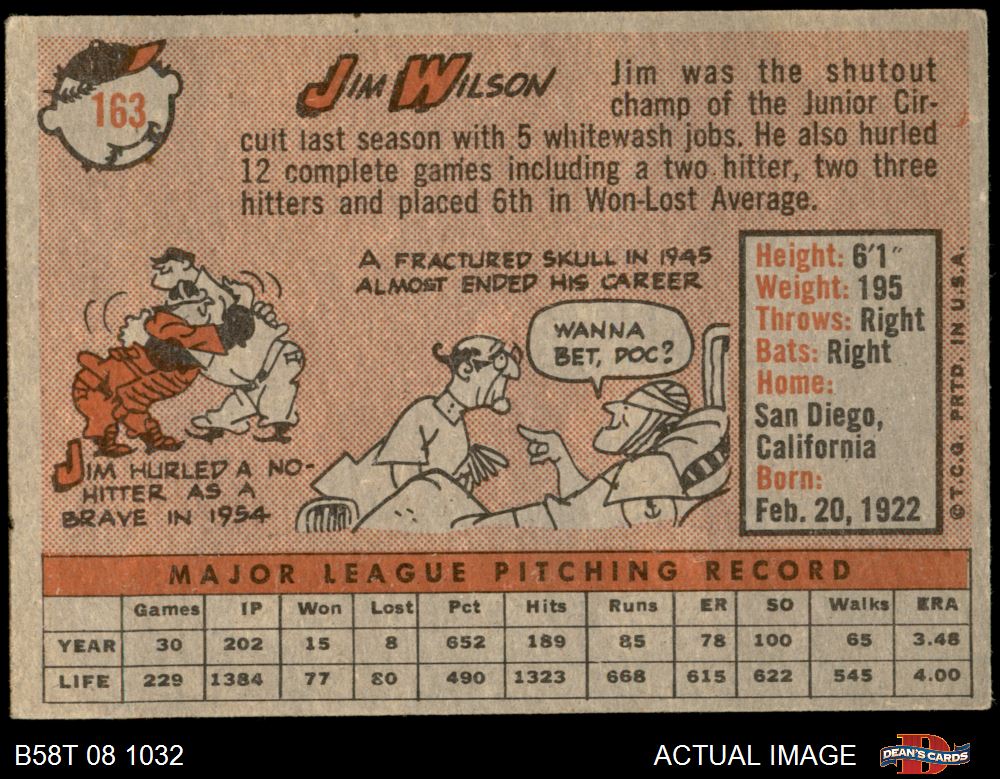 163
JIM WILSON
Jim was the shutout
champ of the Junior Cir-
cuit last season with 5 whitewash jobs. He also hurled
12 complete games including a two hitter, two three
hitters and placed 6th in Won-Lost Average.
JIM HURLED A NO-
HITTER AS A
BRAVE IN 1954
A FRACTURED SKULL IN 1945
ALMOST ENDED HIS CAREER
WANNA
BET, DOC?
Height: 6'1"
Weight: 195
Throws: Right
Bats: Right
Home:
San Diego,
California
Born:
Feb. 20, 1922
© T.C.G. PRTD. IN U.S.A.
MAJOR LEAGUE PITCHING RECORD
Games IP Won Lost Pct Hits Runs ER SO Walks ERA
YEAR 30 202 15 8 652 189 85 78 100 65 3.48
LIFE 229 1384 77 80 490 1323 668 615 622 545 4.00
B58T 08 1032
ACTUAL IMAGE
DEAN'S CARDS